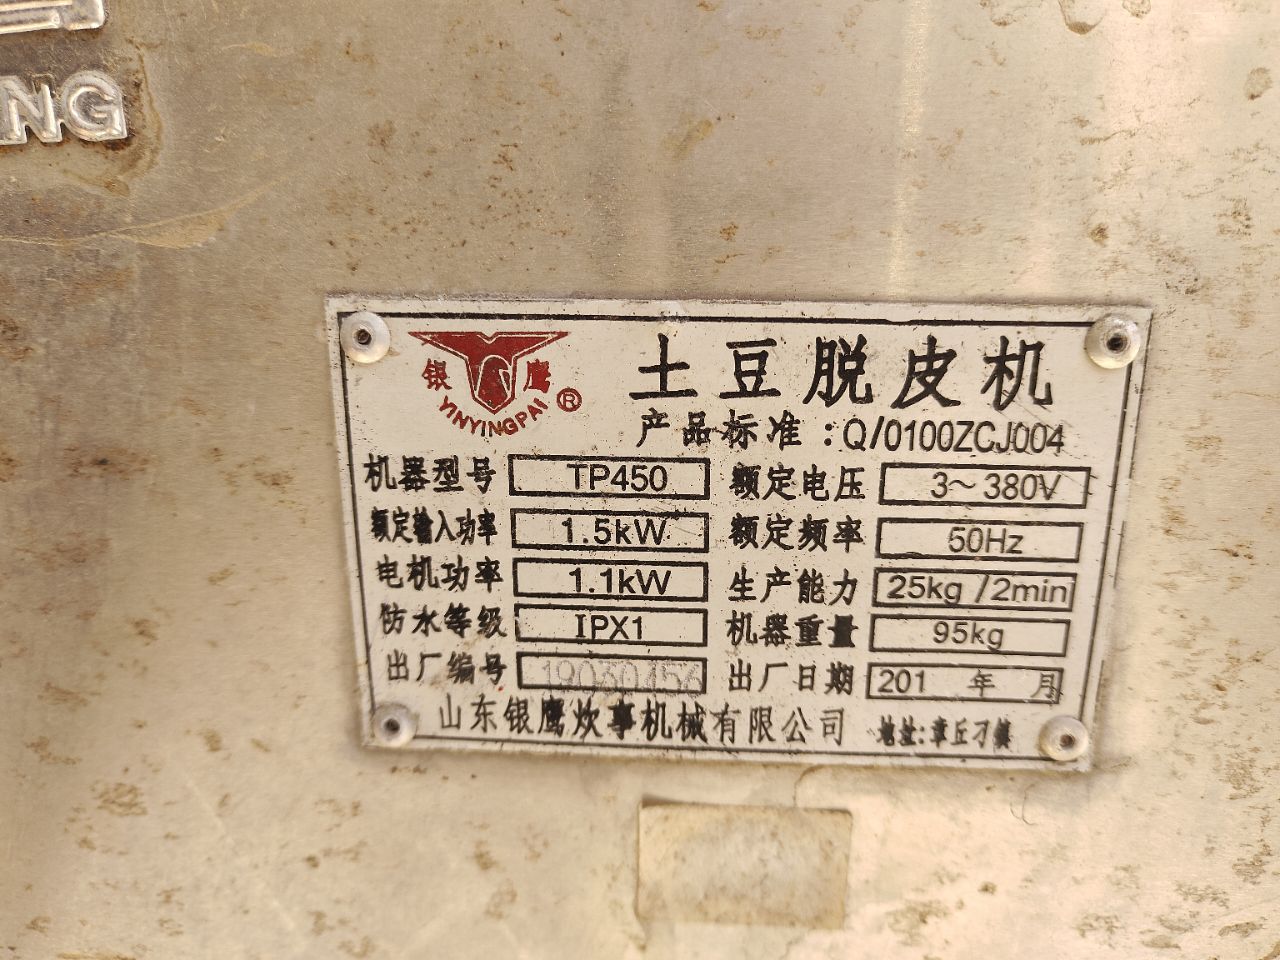 NG
银鹰
YINYINGPAI®
土豆脱皮机
产品标准：Q/0100ZCJ004
机器型号 TP450 额定电压 3～380V
额定输入功率 1.5kW 额定频率 50Hz
电机功率 1.1kW 生产能力 25kg/2min
防水等级 IPX1 机器重量 95kg
出厂编号 出厂日期 201 年 月
山东银鹰炊事机械有限公司 地址:章丘刁镇